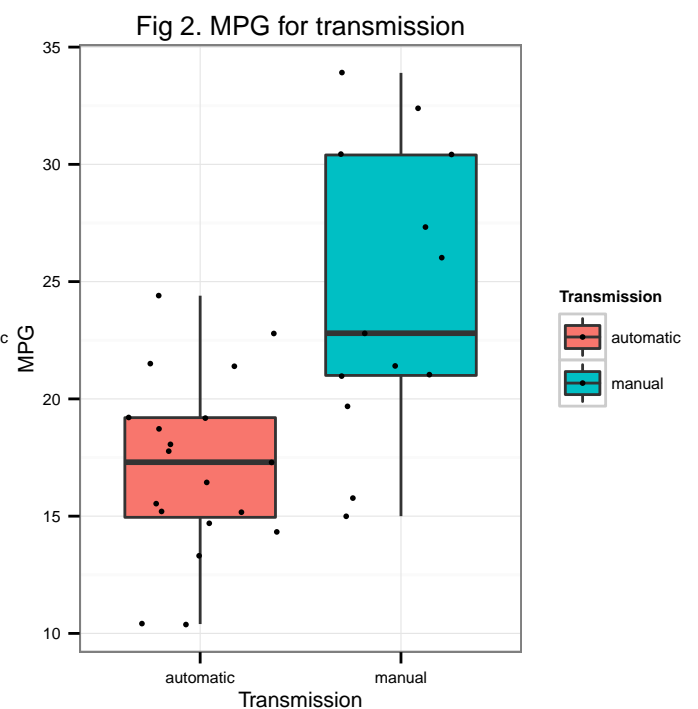 Fig 2. MPG for transmission
35
30
25
20
15
10
c
MPG
automatic
manual
Transmission
Transmission
automatic
manual